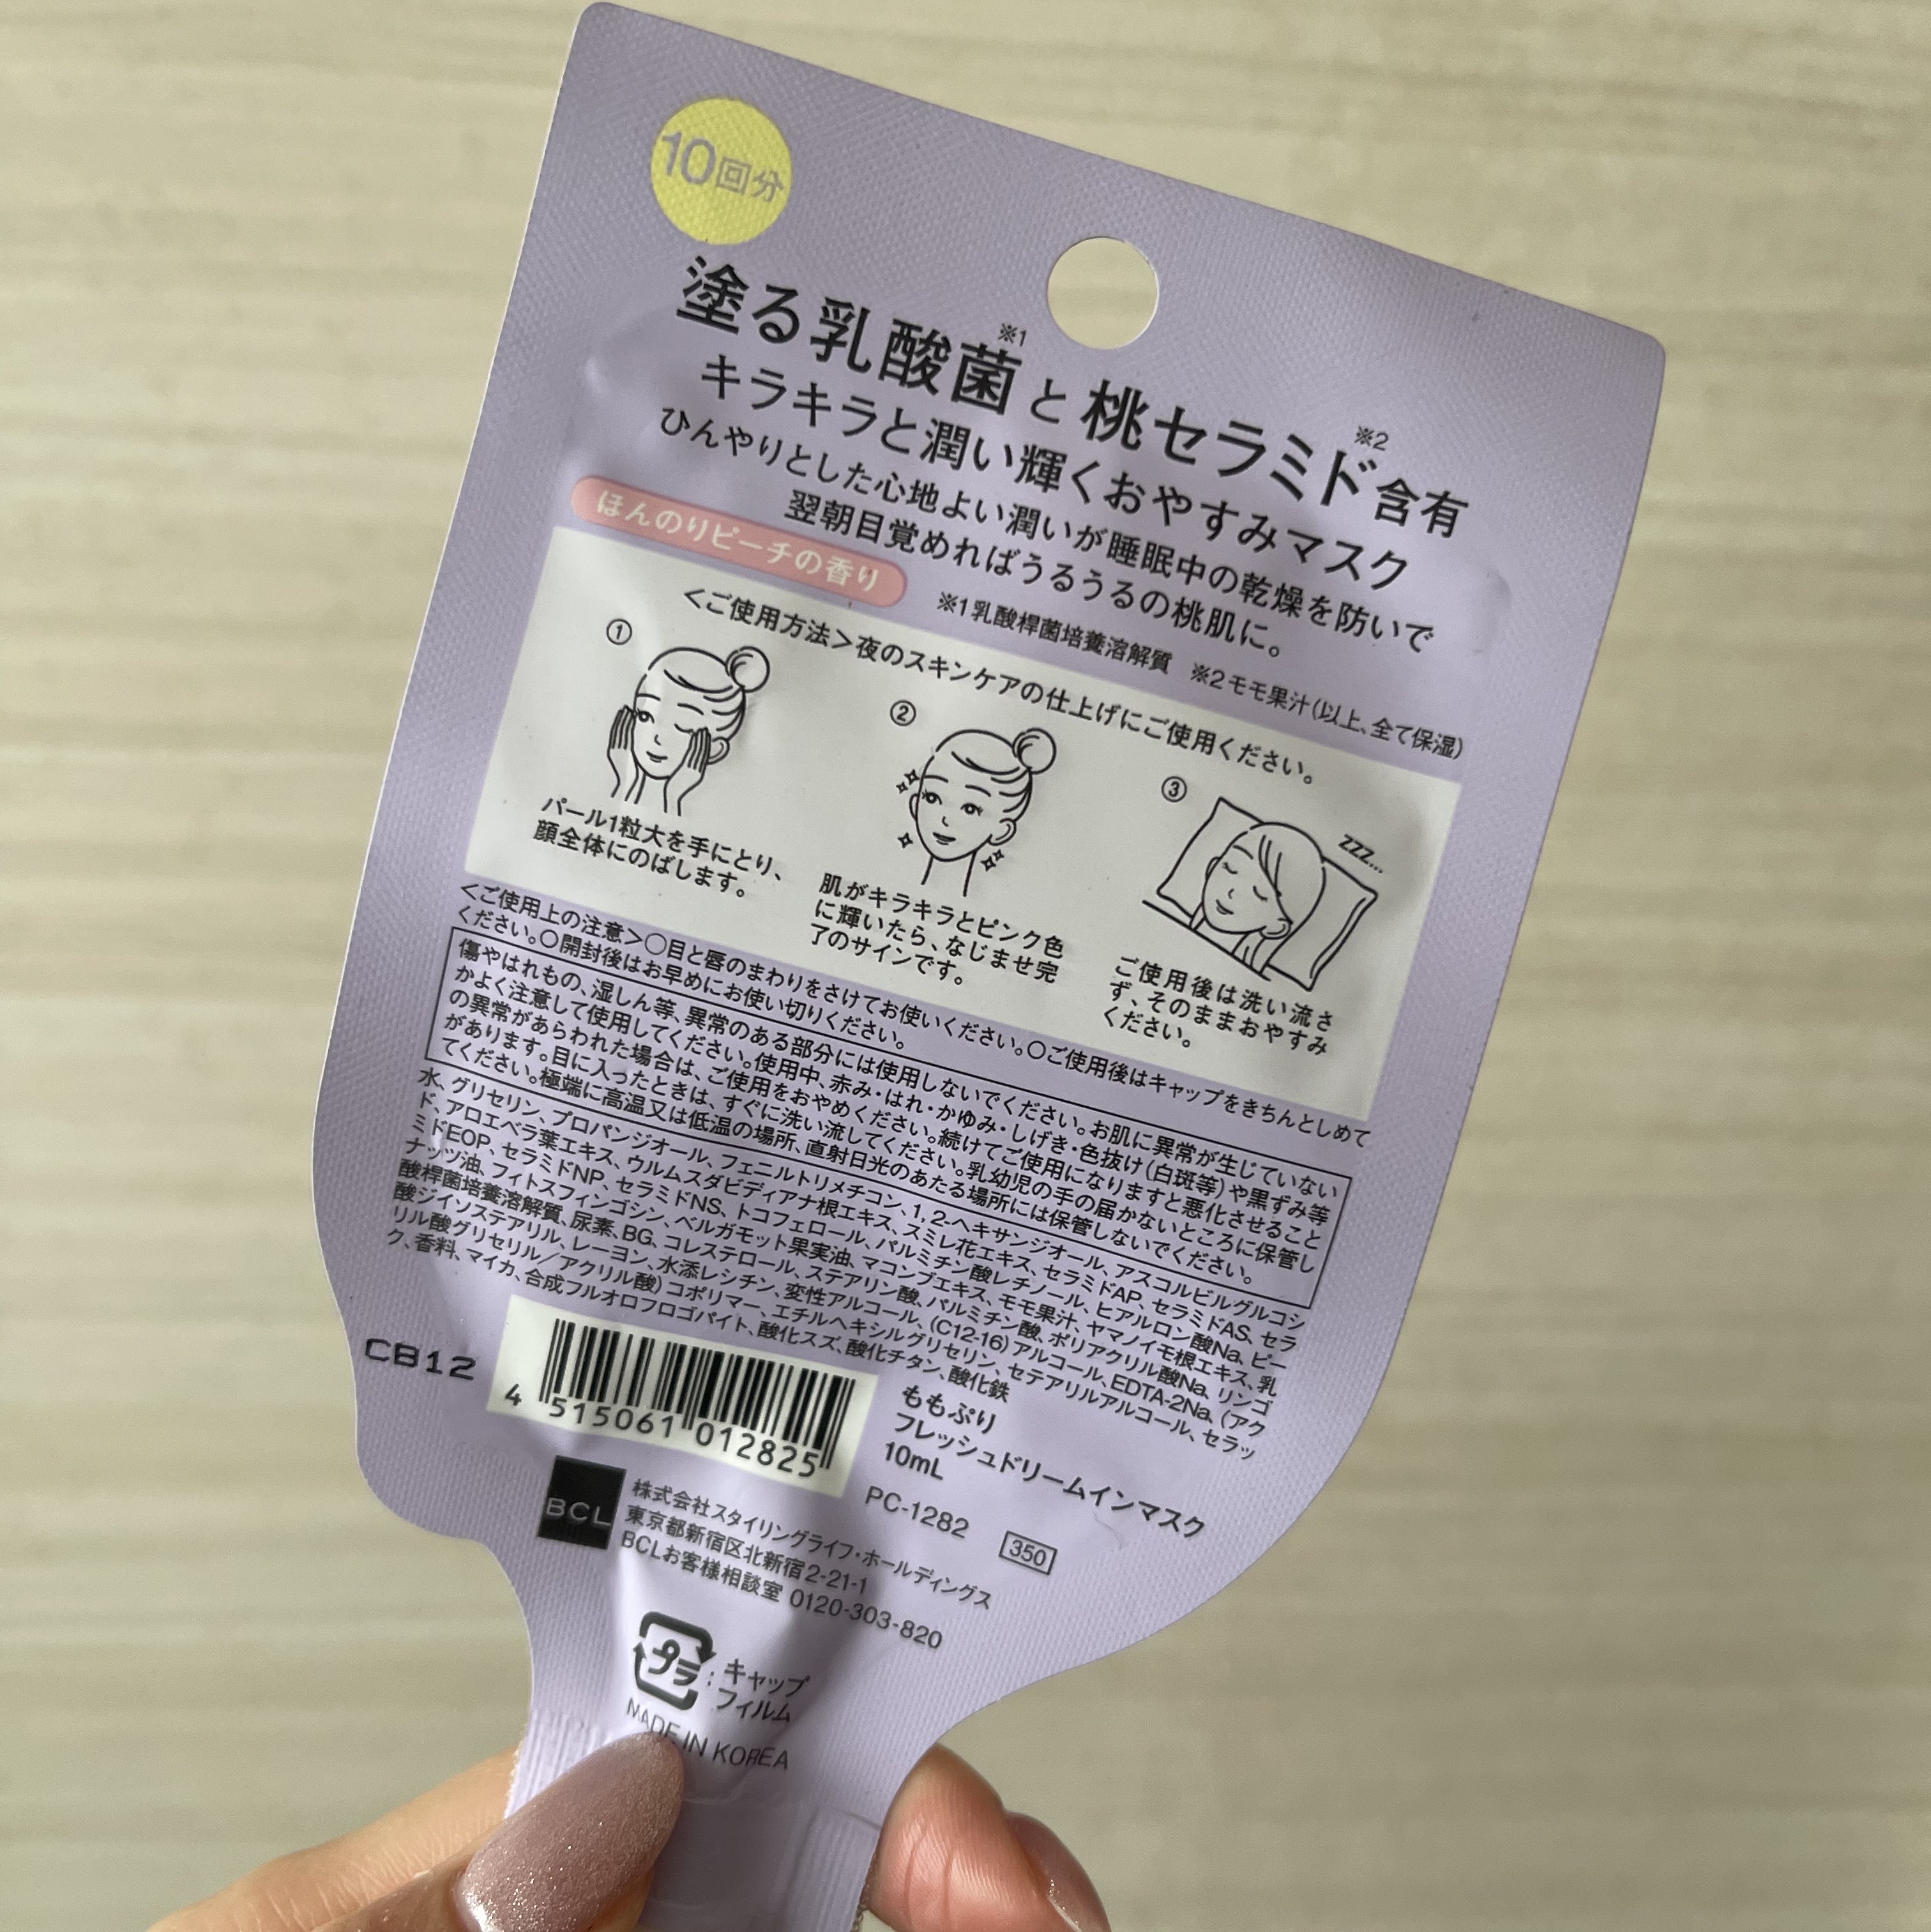 10回分
塗る乳酸菌※1と桃セラミド※2含有
キラキラと潤い輝くおやすみマスク
ひんやりとした心地よい潤いが睡眠中の乾燥を防いで
翌朝目覚めればうるうるの桃肌に。
ほんのりピーチの香り
※1乳酸桿菌培養溶解質 ※2モモ果汁(以上、全て保湿)
<ご使用方法>夜のスキンケアの仕上げにご使用ください。
①
パール1粒大を手にとり、
顔全体にのばします。
②
肌がキラキラとピンク色
に輝いたら、なじませ完
了のサインです。
③
zzz...
ご使用後は洗い流さ
ず、そのままおやすみ
ください。
<ご使用上の注意>○目と唇のまわりをさけてお使いください。○ご使用後はキャップをきちんとしめて
ください。○開封後はお早めにお使い切りください。
傷やはれもの、湿しん等、異常のある部分には使用しないでください。お肌に異常が生じていない
かよく注意して使用してください。使用中、赤み・はれ・かゆみ・しげき・色抜け(白斑等)や黒ずみ等
の異常があらわれた場合は、ご使用をおやめください。続けてご使用になりますと悪化させること
があります。目に入ったときは、すぐに洗い流してください。乳幼児の手の届かないところに保管し
てください。極端に高温又は低温の場所、直射日光のあたる場所には保管しないでください。
水、グリセリン、プロパンジオール、フェニルトリメチコン、1,2-ヘキサンジオール、アスコルビルグルコシ
ド、アロエベラ葉エキス、ウルムスダビディアナ根エキス、スミレ花エキス、セラミドAP、セラミドAS、セラ
ミドEOP、セラミドNP、セラミドNS、トコフェロール、パルミチン酸レチノール、ヒアルロン酸Na、ピー
ナッツ油、フィトスフィンゴシン、ベルガモット果実油、マコンブエキス、モモ果汁、ヤマノイモ根エキス、乳
酸桿菌培養溶解質、尿素、BG、コレステロール、ステアリン酸、パルミチン酸、ポリアクリル酸Na、リンゴ
酸ジイソステアリル、レーヨン、水添レシチン、変性アルコール、(C12-16)アルコール、EDTA-2Na、(アク
リル酸グリセリル/アクリル酸)コポリマー、エチルヘキシルグリセリン、セテアリルアルコール、セラッ
ク、香料、マイカ、合成フルオロフロゴパイト、酸化スズ、酸化チタン、酸化鉄
CB12
4 515061 012825
ももぷり
フレッシュドリームインマスク
10mL
PC-1282 350
BCL
株式会社スタイリングライフ・ホールディングス
東京都新宿区北新宿2-21-1
BCLお客様相談室 0120-303-820
プラ:キャップ
フィルム
MADE IN KOREA